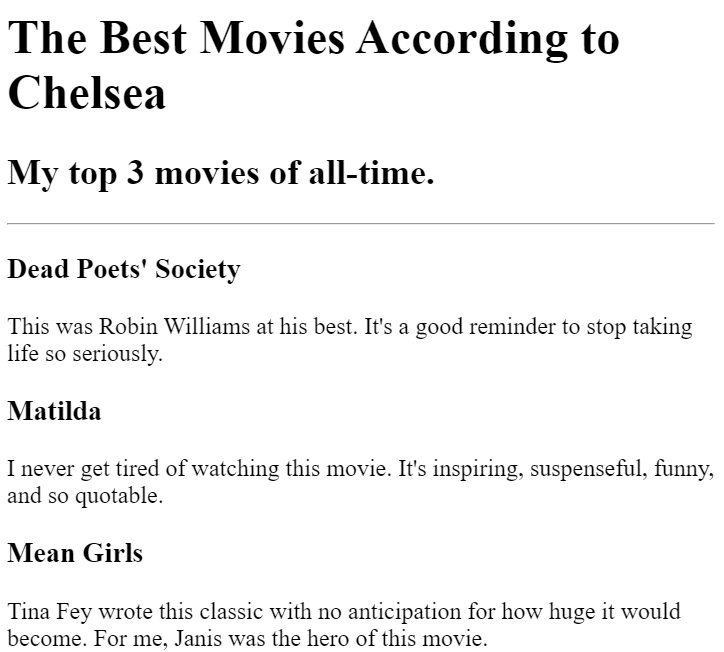 The Best Movies According to
Chelsea
My top 3 movies of all-time.
Dead Poets' Society
This was Robin Williams at his best. It's a good reminder to stop taking
life so seriously.
Matilda
I never get tired of watching this movie. It's inspiring, suspenseful, funny,
and so quotable.
Mean Girls
Tina Fey wrote this classic with no anticipation for how huge it would
become. For me, Janis was the hero of this movie.